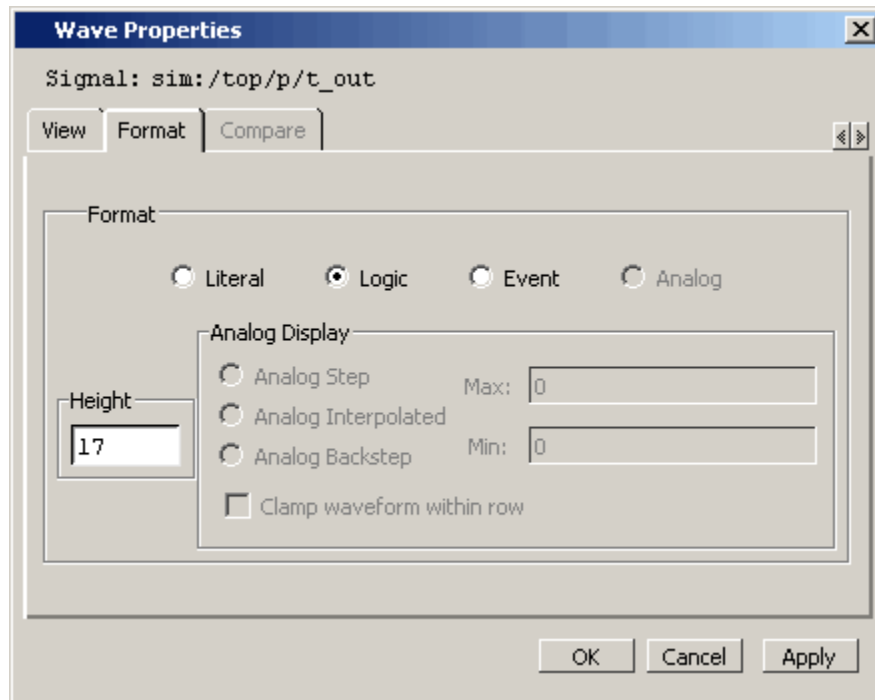 Wave Properties
Signal: sim:/top/p/t_out
View Format Compare
Format
Literal Logic Event Analog
Analog Display
Analog Step
Max: 0
Height
Analog Interpolated
17
Analog Backstep
Min: 0
Clamp waveform within row
OK Cancel Apply